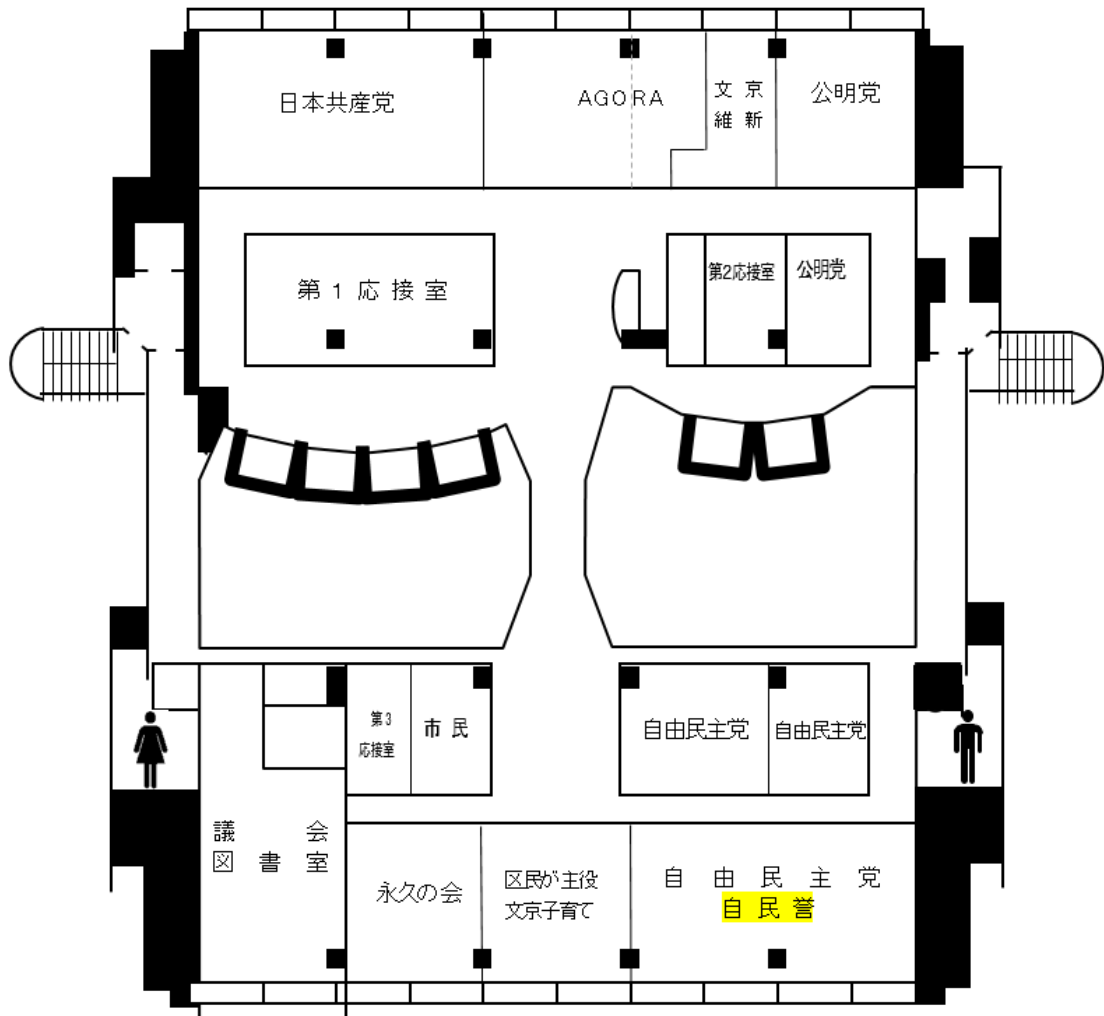 日本共産党
AGORA
文京
維新
公明党
第1応接室
第2応接室
公明党
第3
応接室
市民
自由民主党
自由民主党
議会
図書室
永久の会
区民が主役
文京子育て
自由民主党
自民誉